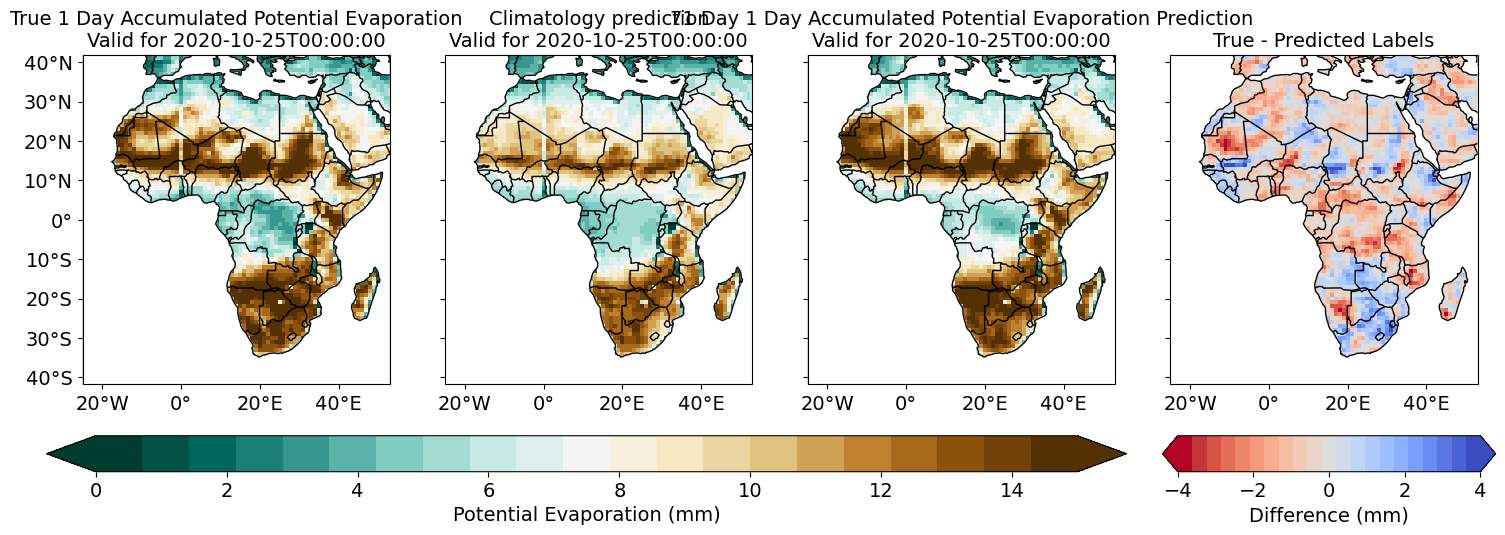 True 1 Day Accumulated Potential Evaporation
Valid for 2020-10-25T00:00:00
Climatology prediction
Valid for 2020-10-25T00:00:00
Day 1 Day Accumulated Potential Evaporation Prediction
Valid for 2020-10-25T00:00:00
True - Predicted Labels
40°N
30°N
20°N
10°N
0°
10°S
20°S
30°S
40°S
20°W 0° 20°E 40°E
20°W 0° 20°E 40°E
20°W 0° 20°E 40°E
20°W 0° 20°E 40°E
0 2 4 6 8 10 12 14
Potential Evaporation (mm)
−4 −2 0 2 4
Difference (mm)